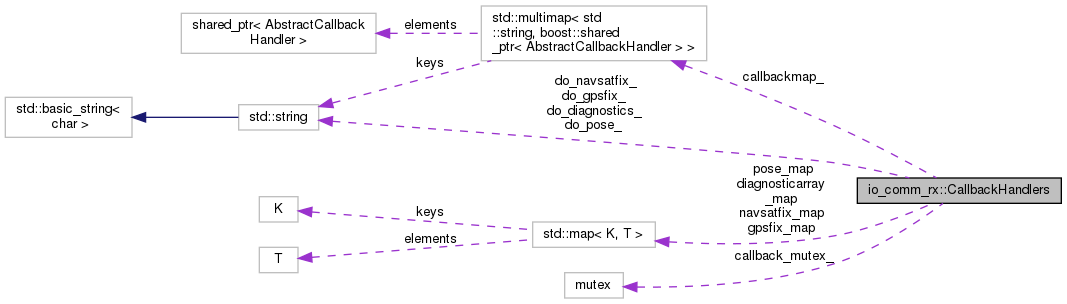 shared_ptr< AbstractCallback
Handler >
elements
std::multimap< std
::string, boost::shared
_ptr< AbstractCallbackHandler > >
keys
callbackmap_
do_navsatfix_
do_gpsfix_
do_diagnostics_
do_pose_
std::basic_string<
char >
std::string
io_comm_rx::CallbackHandlers
pose_map
diagnosticarray
_map
navsatfix_map
gpsfix_map
K
keys
std::map< K, T >
elements
T
callback_mutex_
mutex